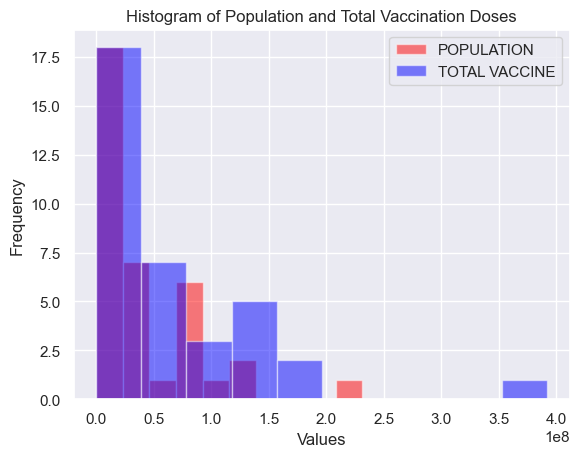 Histogram of Population and Total Vaccination Doses
POPULATION
TOTAL VACCINE
Frequency
17.5
15.0
12.5
10.0
7.5
5.0
2.5
0.0
0.0 0.5 1.0 1.5 2.0 2.5 3.0 3.5 4.0
1e8
Values